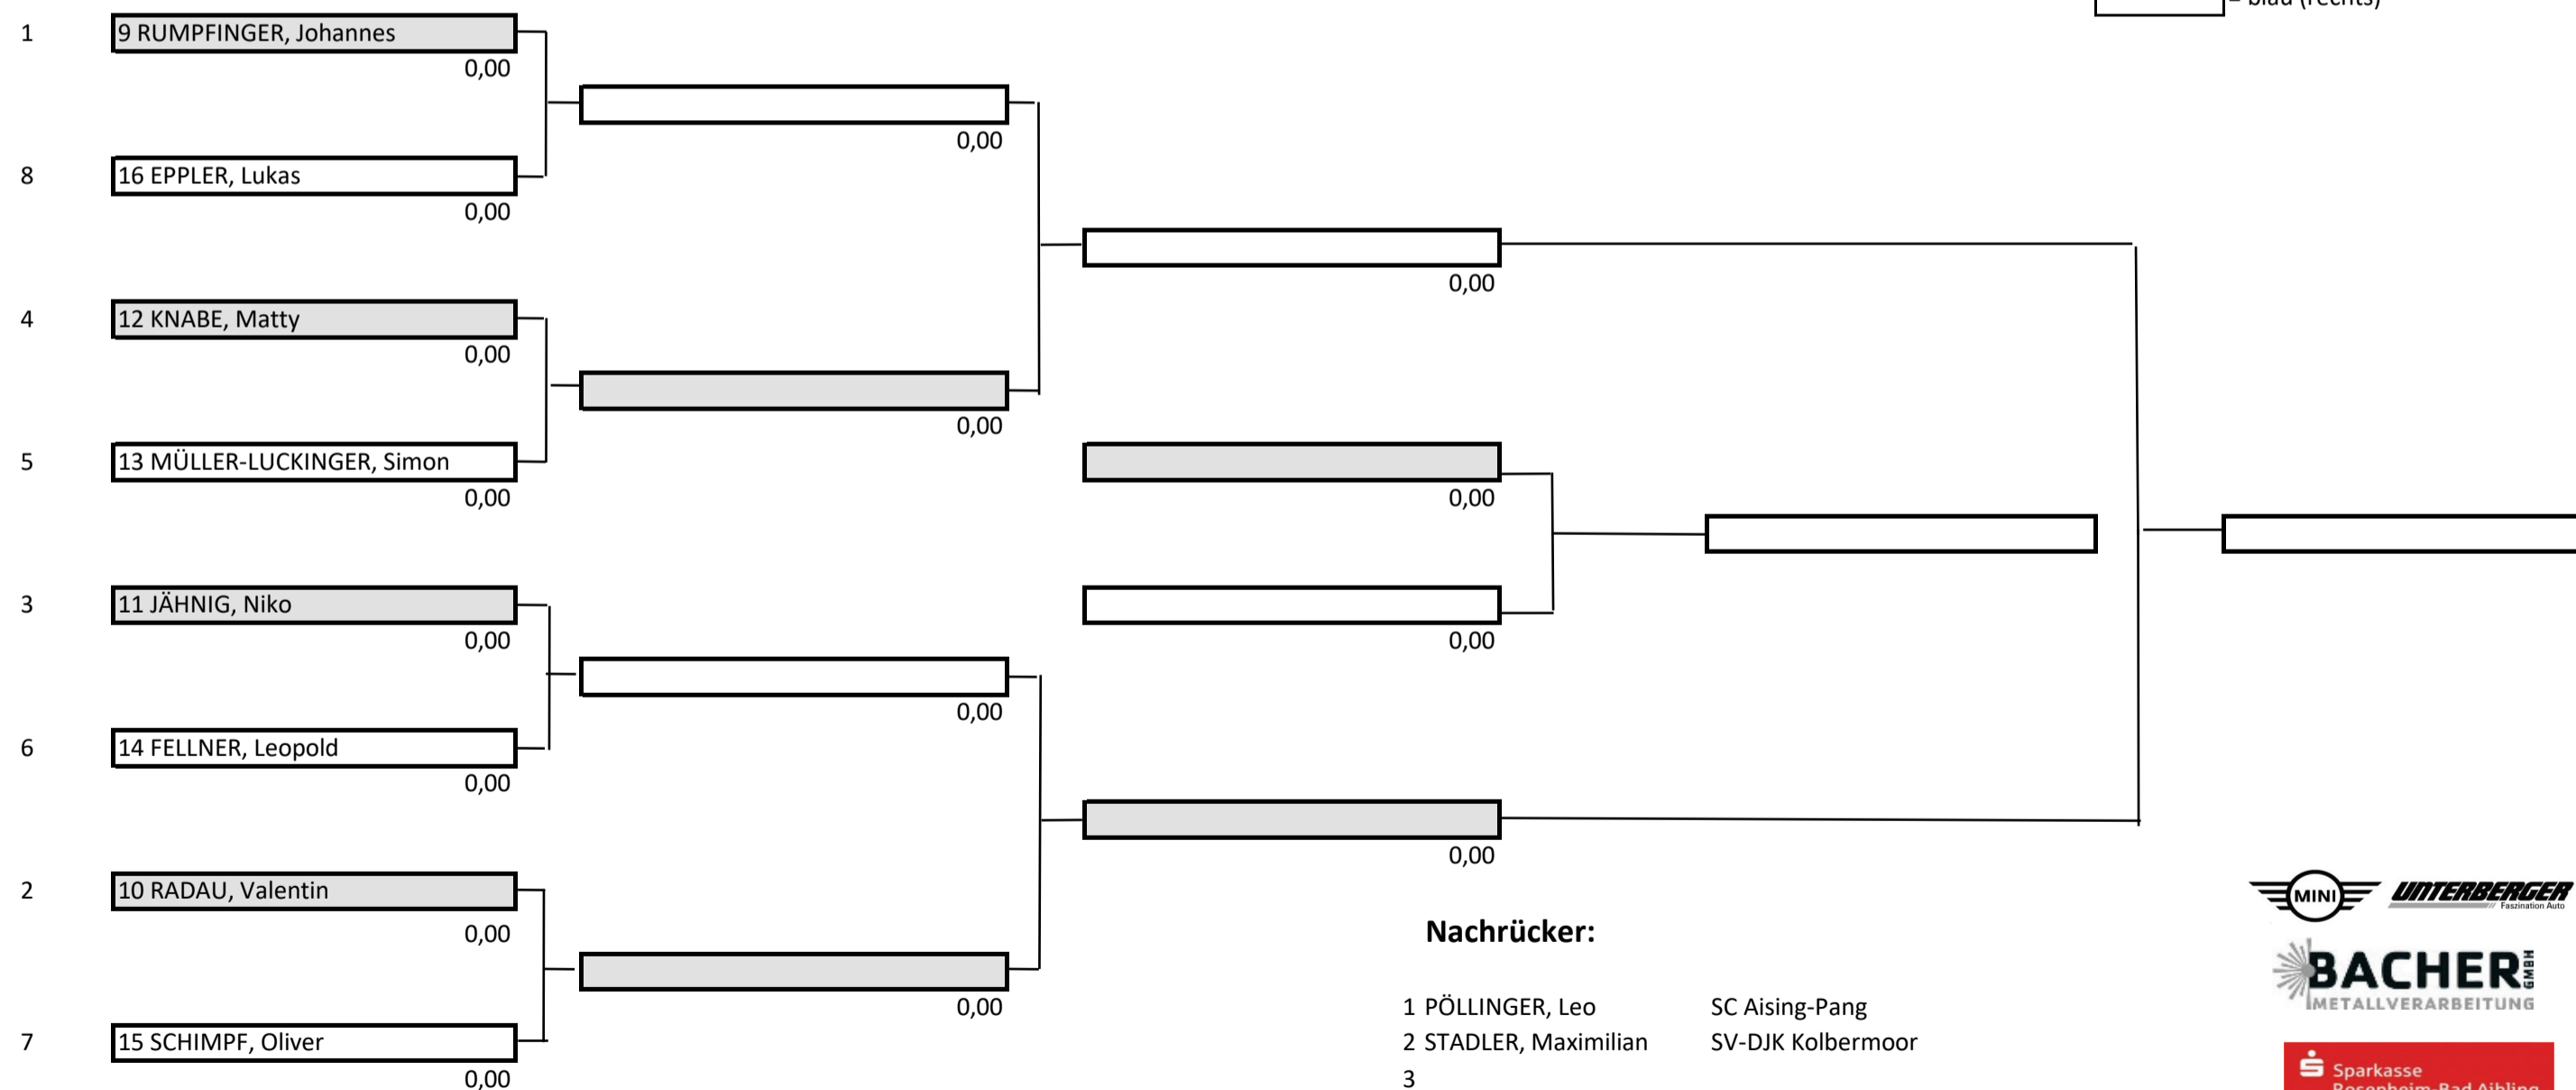 = blau (rechts)
1 9 RUMPFINGER, Johannes
0,00
0,00
8 16 EPPLER, Lukas
0,00
0,00
4 12 KNABE, Matty
0,00
0,00
5 13 MÜLLER-LUCKINGER, Simon
0,00
0,00
3 11 JÄHNIG, Niko
0,00
0,00
0,00
6 14 FELLNER, Leopold
0,00
0,00
2 10 RADAU, Valentin
0,00
0,00
7 15 SCHIMPF, Oliver
0,00
Nachrücker:
1 PÖLLINGER, Leo SC Aising-Pang
2 STADLER, Maximilian SV-DJK Kolbermoor
3
MINI
UNTERBERGER
Faszination Auto
BACHER GMBH
METALLVERARBEITUNG
Sparkasse
Rosenheim-Bad Aibling